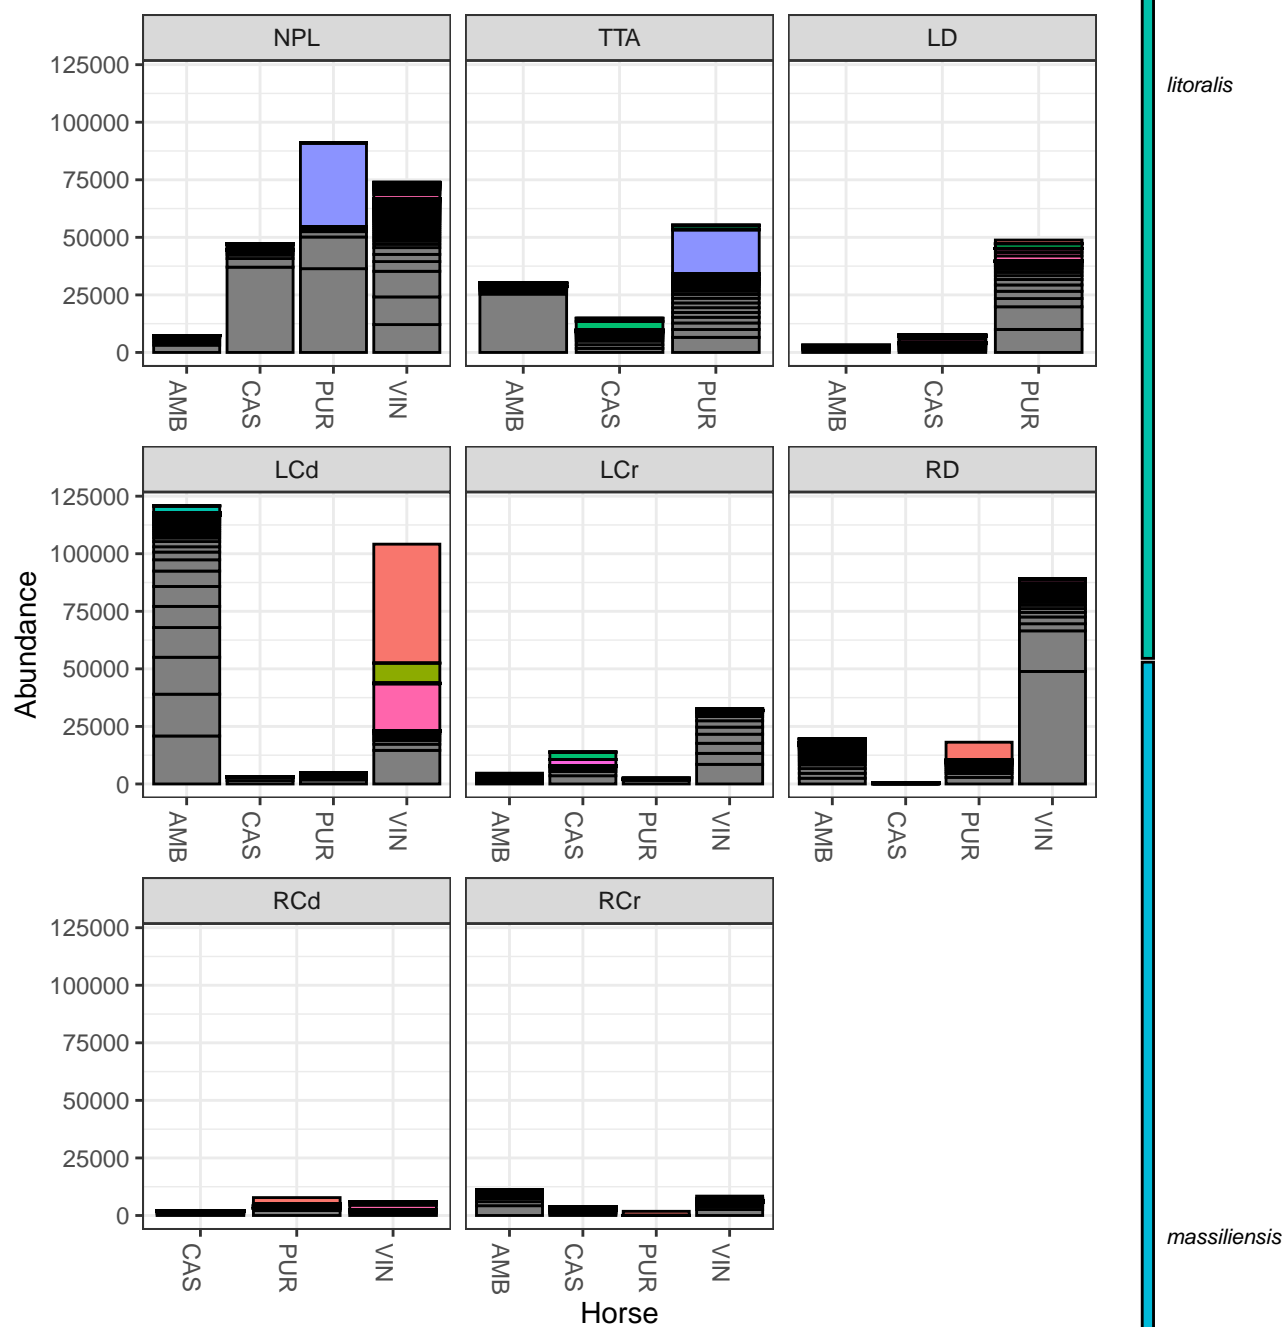 NPL TTA LD
125000
100000
75000
50000
25000
0
AMB CAS PUR VIN AMB CAS PUR AMB CAS PUR
LCd LCr RD
125000
100000
75000
50000
25000
0
AMB CAS PUR VIN AMB CAS PUR VIN AMB CAS PUR VIN
RCd RCr
125000
100000
75000
50000
25000
0
CAS PUR VIN AMB CAS PUR VIN
Abundance
Horse
litoralis
massiliensis